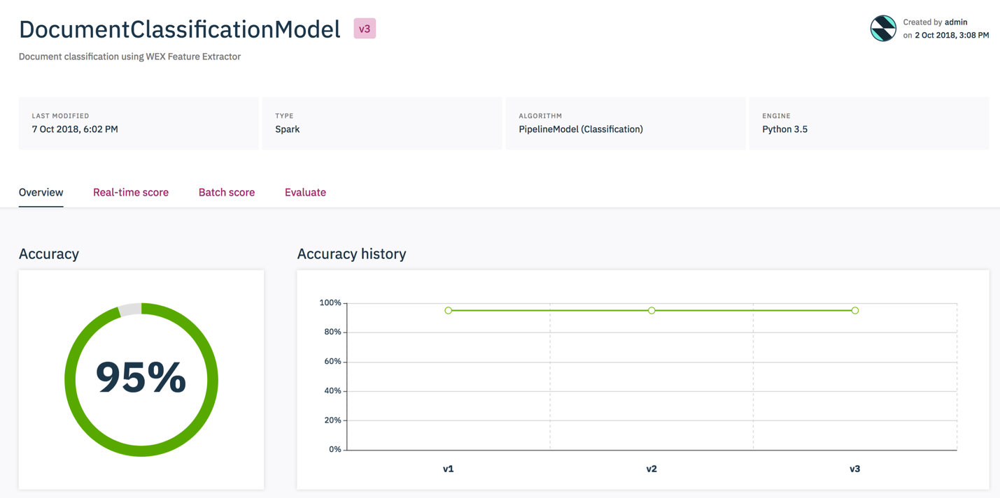 DocumentClassificationModel v3
Created by admin
on 2 Oct 2018, 3:08 PM
Document classification using WEX Feature Extractor
LAST MODIFIED
7 Oct 2018, 6:02 PM
TYPE
Spark
ALGORITHM
PipelineModel (Classification)
ENGINE
Python 3.5
Overview Real-time score Batch score Evaluate
Accuracy
95%
Accuracy history
100%
80%
60%
40%
20%
0%
v1 v2 v3